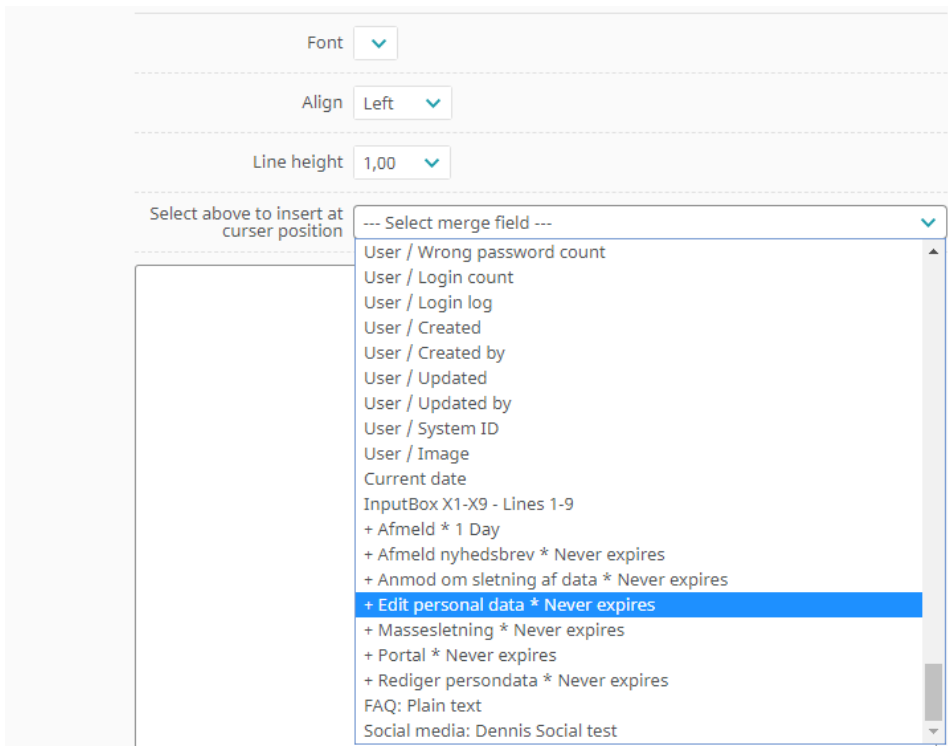 Font
Align Left
Line height 1,00
Select above to insert at
curser position
--- Select merge field ---
User / Wrong password count
User / Login count
User / Login log
User / Created
User / Created by
User / Updated
User / Updated by
User / System ID
User / Image
Current date
InputBox X1-X9 - Lines 1-9
+ Afmeld * 1 Day
+ Afmeld nyhedsbrev * Never expires
+ Anmod om sletning af data * Never expires
+ Edit personal data * Never expires
+ Massesletning * Never expires
+ Portal * Never expires
+ Rediger persondata * Never expires
FAQ: Plain text
Social media: Dennis Social test